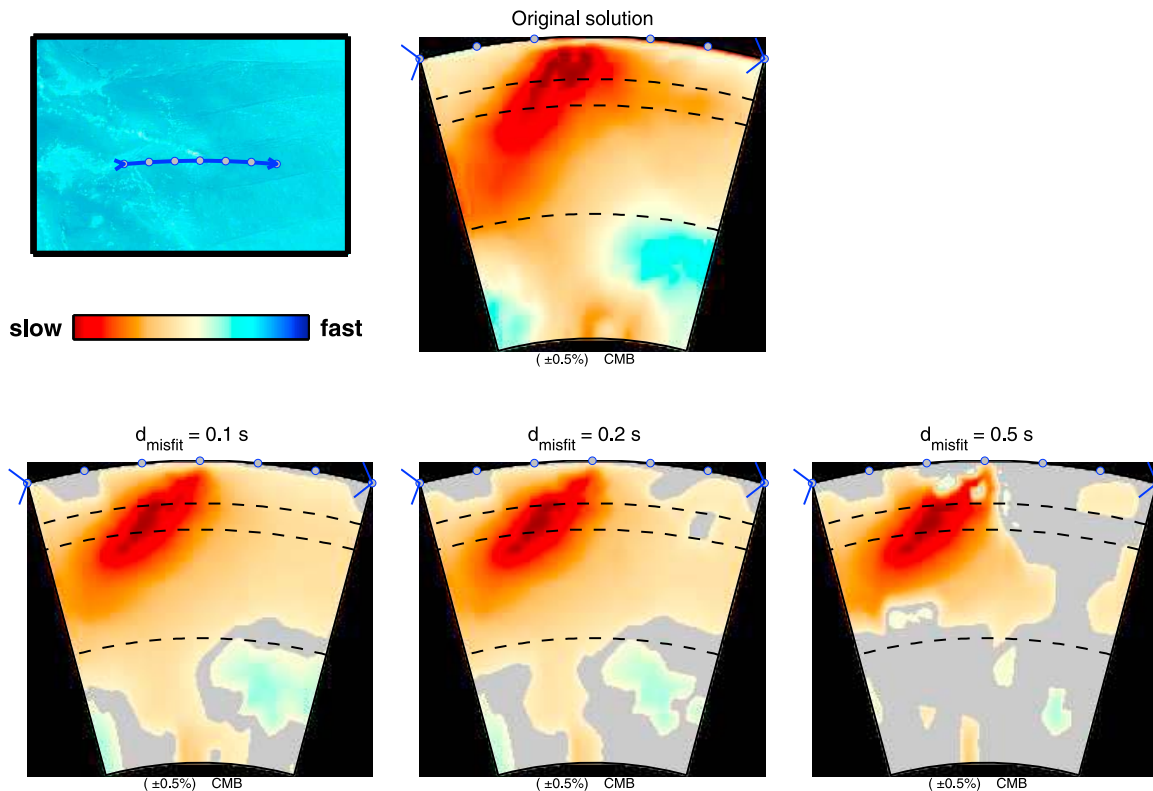 Original solution
slow
fast
( ±0.5%) CMB
d_misfit = 0.1 s
d_misfit = 0.2 s
d_misfit = 0.5 s
( ±0.5%) CMB
( ±0.5%) CMB
( ±0.5%) CMB